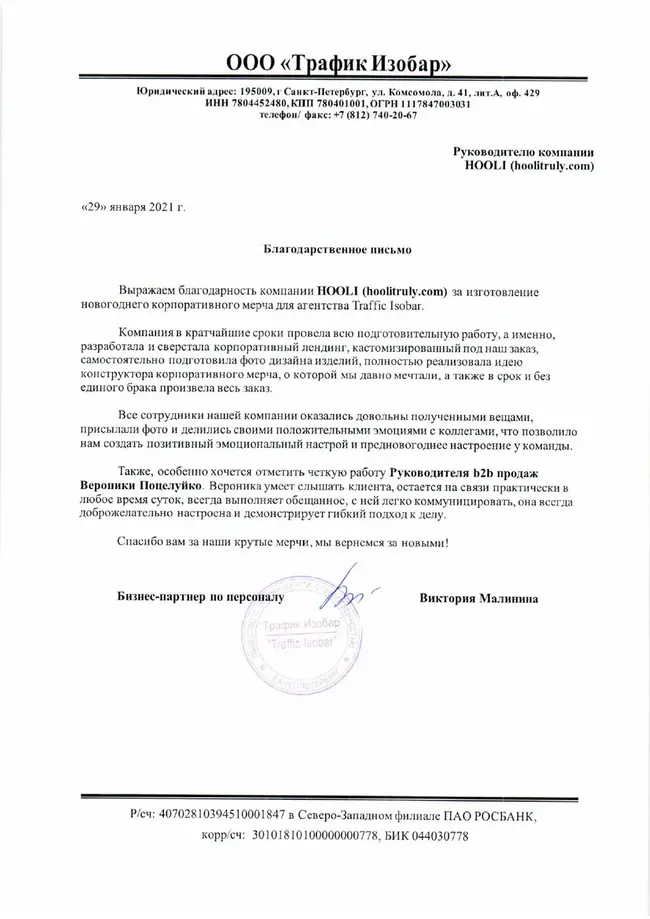 ООО «Трафик Изобар»
Юридический адрес: 195009, г Санкт-Петербург, ул. Комсомола, д. 41, лит.А, оф. 429
ИНН 7804452480, КПП 780401001, ОГРН 1117847003031
телефон/ факс: +7 (812) 740-20-67
Руководителю компании
HOOLI (hoolitruly.com)
«29» января 2021 г.
Благодарственное письмо
Выражаем благодарность компании HOOLI (hoolitruly.com) за изготовление
новогоднего корпоративного мерча для агентства Traffic Isobar.
Компания в кратчайшие сроки провела всю подготовительную работу, а именно,
разработала и сверстала корпоративный лендинг, кастомизированный под наш заказ,
самостоятельно подготовила фото дизайна изделий, полностью реализовала идею
конструктора корпоративного мерча, о которой мы давно мечтали, а также в срок и без
единого брака произвела весь заказ.
Все сотрудники нашей компании оказались довольны полученными вещами,
присылали фото и делились своими положительными эмоциями с коллегами, что позволило
нам создать позитивный эмоциональный настрой и предновогоднее настроение у команды.
Также, особенно хочется отметить четкую работу Руководителя b2b продаж
Вероники Поцелуйко. Вероника умеет слышать клиента, остается на связи практически в
любое время суток, всегда выполняет обещанное, с ней легко коммуницировать, она всегда
доброжелательно настроена и демонстрирует гибкий подход к делу.
Спасибо вам за наши крутые мерчи, мы вернемся за новыми!
Бизнес-партнер по персоналу Виктория Малинина
"Трафик Изобар"
"Traffic Isobar"
САНКТ-ПЕТЕРБУРГ
Р/сч: 40702810394510001847 в Северо-Западном филиале ПАО РОСБАНК,
корр/сч: 30101810100000000778, БИК 044030778